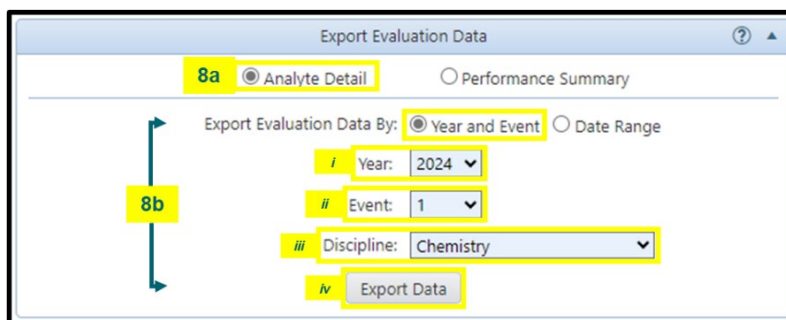 Export Evaluation Data ?
8a Analyte Detail Performance Summary
Export Evaluation Data By: Year and Event Date Range
i Year: 2024
8b
ii Event: 1
iii Discipline: Chemistry
iv Export Data